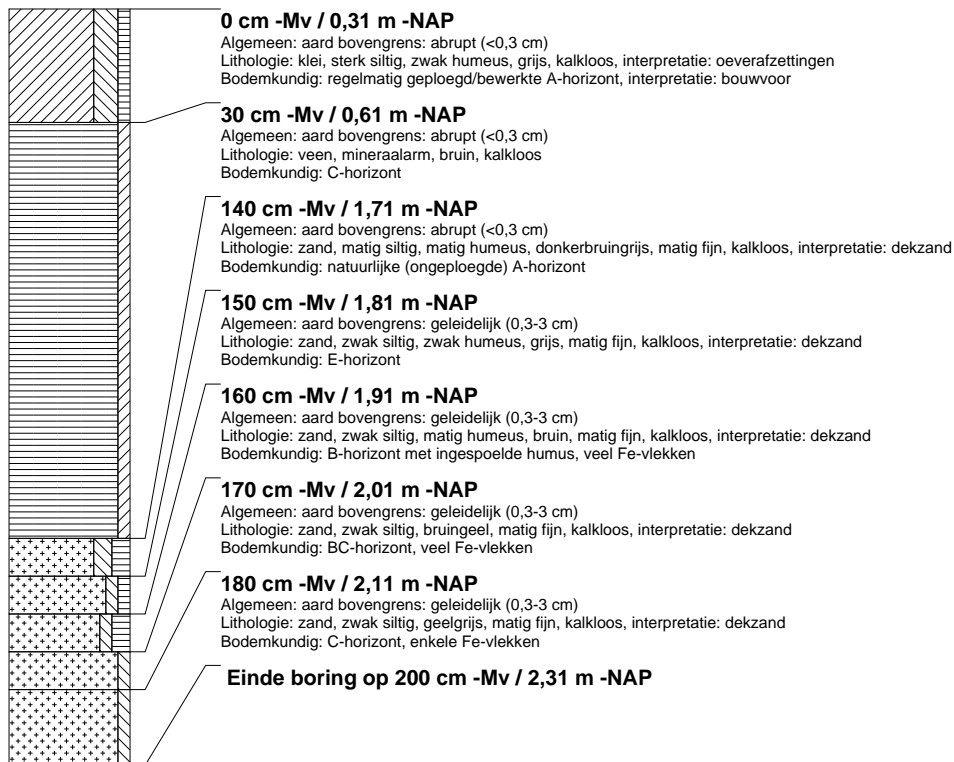 0 cm -Mv / 0,31 m -NAP
Algemeen: aard bovengrens: abrupt (<0,3 cm)
Lithologie: klei, sterk siltig, zwak humeus, grijs, kalkloos, interpretatie: oeverafzettingen
Bodemkundig: regelmatig geploegd/bewerkte A-horizont, interpretatie: bouwvoor
30 cm -Mv / 0,61 m -NAP
Algemeen: aard bovengrens: abrupt (<0,3 cm)
Lithologie: veen, mineraalarm, bruin, kalkloos
Bodemkundig: C-horizont
140 cm -Mv / 1,71 m -NAP
Algemeen: aard bovengrens: abrupt (<0,3 cm)
Lithologie: zand, matig siltig, matig humeus, donkerbruingrijs, matig fijn, kalkloos, interpretatie: dekzand
Bodemkundig: natuurlijke (ongeploegde) A-horizont
150 cm -Mv / 1,81 m -NAP
Algemeen: aard bovengrens: geleidelijk (0,3-3 cm)
Lithologie: zand, zwak siltig, zwak humeus, grijs, matig fijn, kalkloos, interpretatie: dekzand
Bodemkundig: E-horizont
160 cm -Mv / 1,91 m -NAP
Algemeen: aard bovengrens: geleidelijk (0,3-3 cm)
Lithologie: zand, zwak siltig, matig humeus, bruin, matig fijn, kalkloos, interpretatie: dekzand
Bodemkundig: B-horizont met ingespoelde humus, veel Fe-vlekken
170 cm -Mv / 2,01 m -NAP
Algemeen: aard bovengrens: geleidelijk (0,3-3 cm)
Lithologie: zand, zwak siltig, bruingeel, matig fijn, kalkloos, interpretatie: dekzand
Bodemkundig: BC-horizont, veel Fe-vlekken
180 cm -Mv / 2,11 m -NAP
Algemeen: aard bovengrens: geleidelijk (0,3-3 cm)
Lithologie: zand, zwak siltig, geelgrijs, matig fijn, kalkloos, interpretatie: dekzand
Bodemkundig: C-horizont, enkele Fe-vlekken
Einde boring op 200 cm -Mv / 2,31 m -NAP